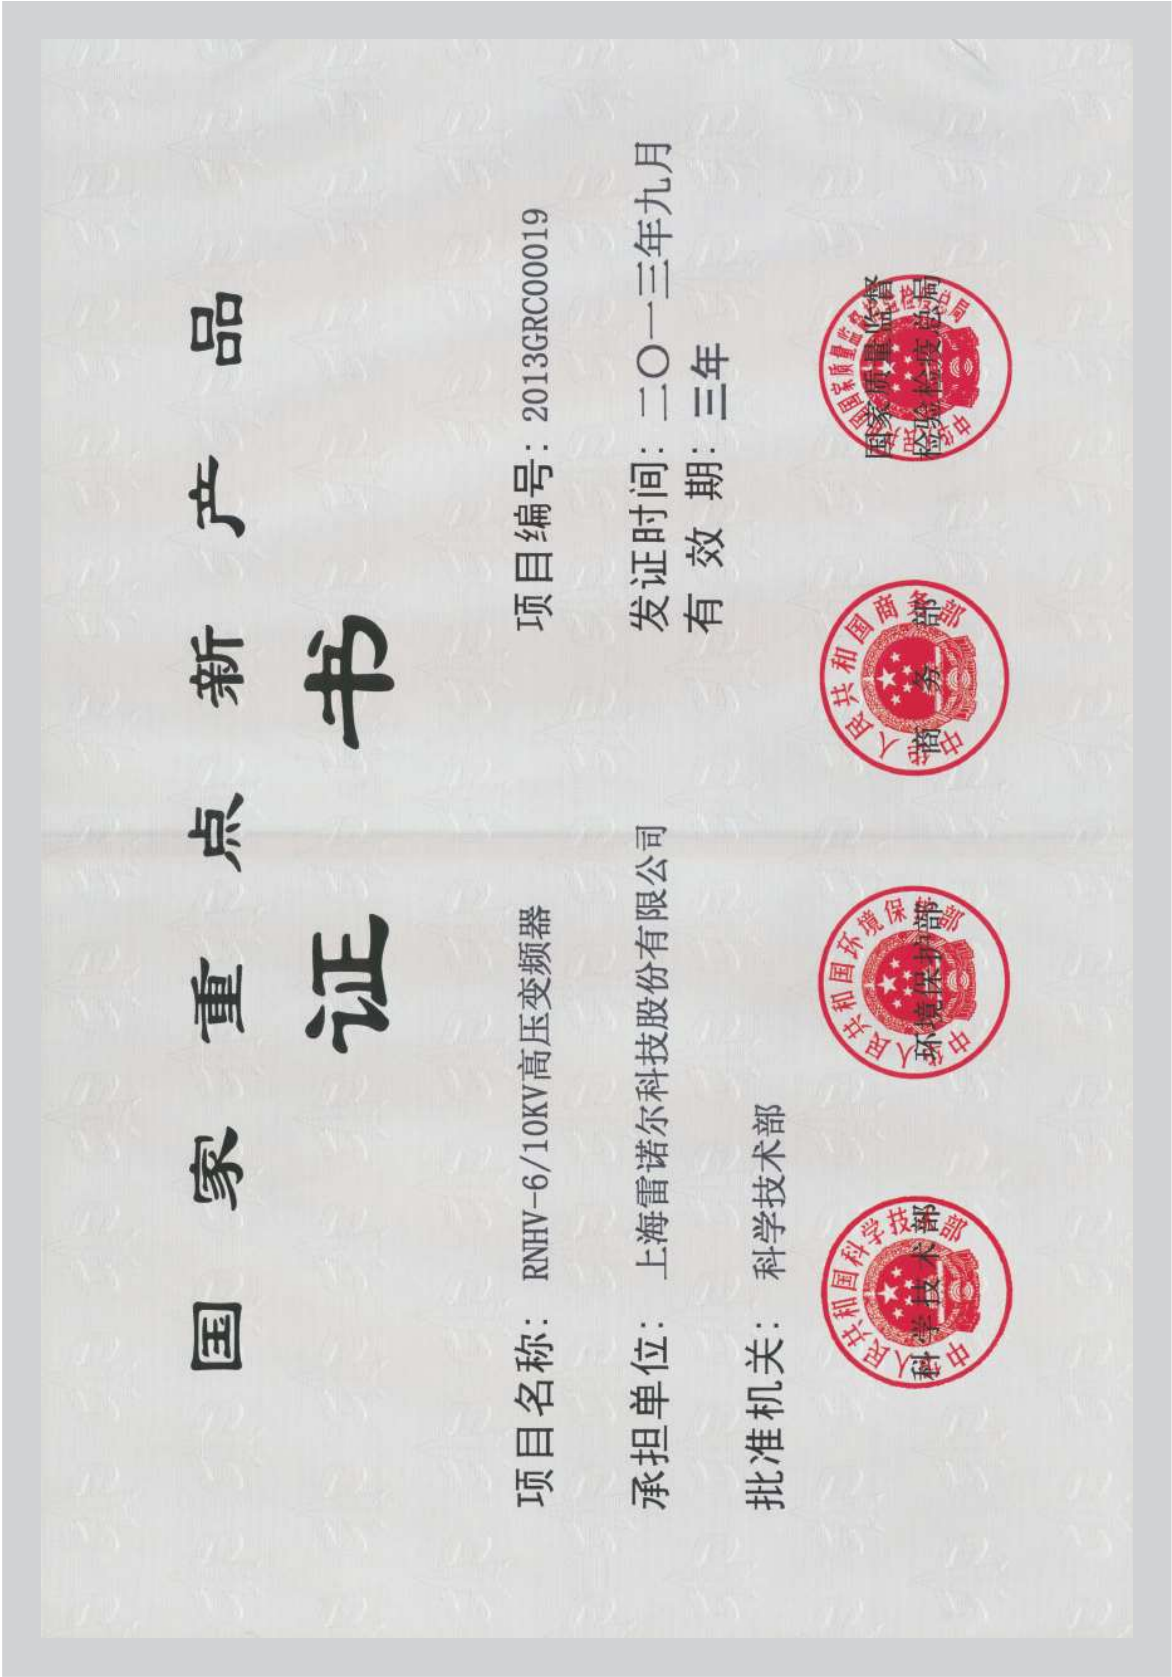 国家重点新产品
证书
项目名称： RNHV-6/10KV高压变频器
项目编号：2013GRC00019
承担单位：上海雷诺尔科技股份有限公司
发证时间：二〇一三年九月
有效期：三年
批准机关：科学技术部
科学技术部
环境保护部
商务部
国家质量监督
检验检疫总局
中华人民共和国科学技术部
中华人民共和国环境保护部
中华人民共和国商务部